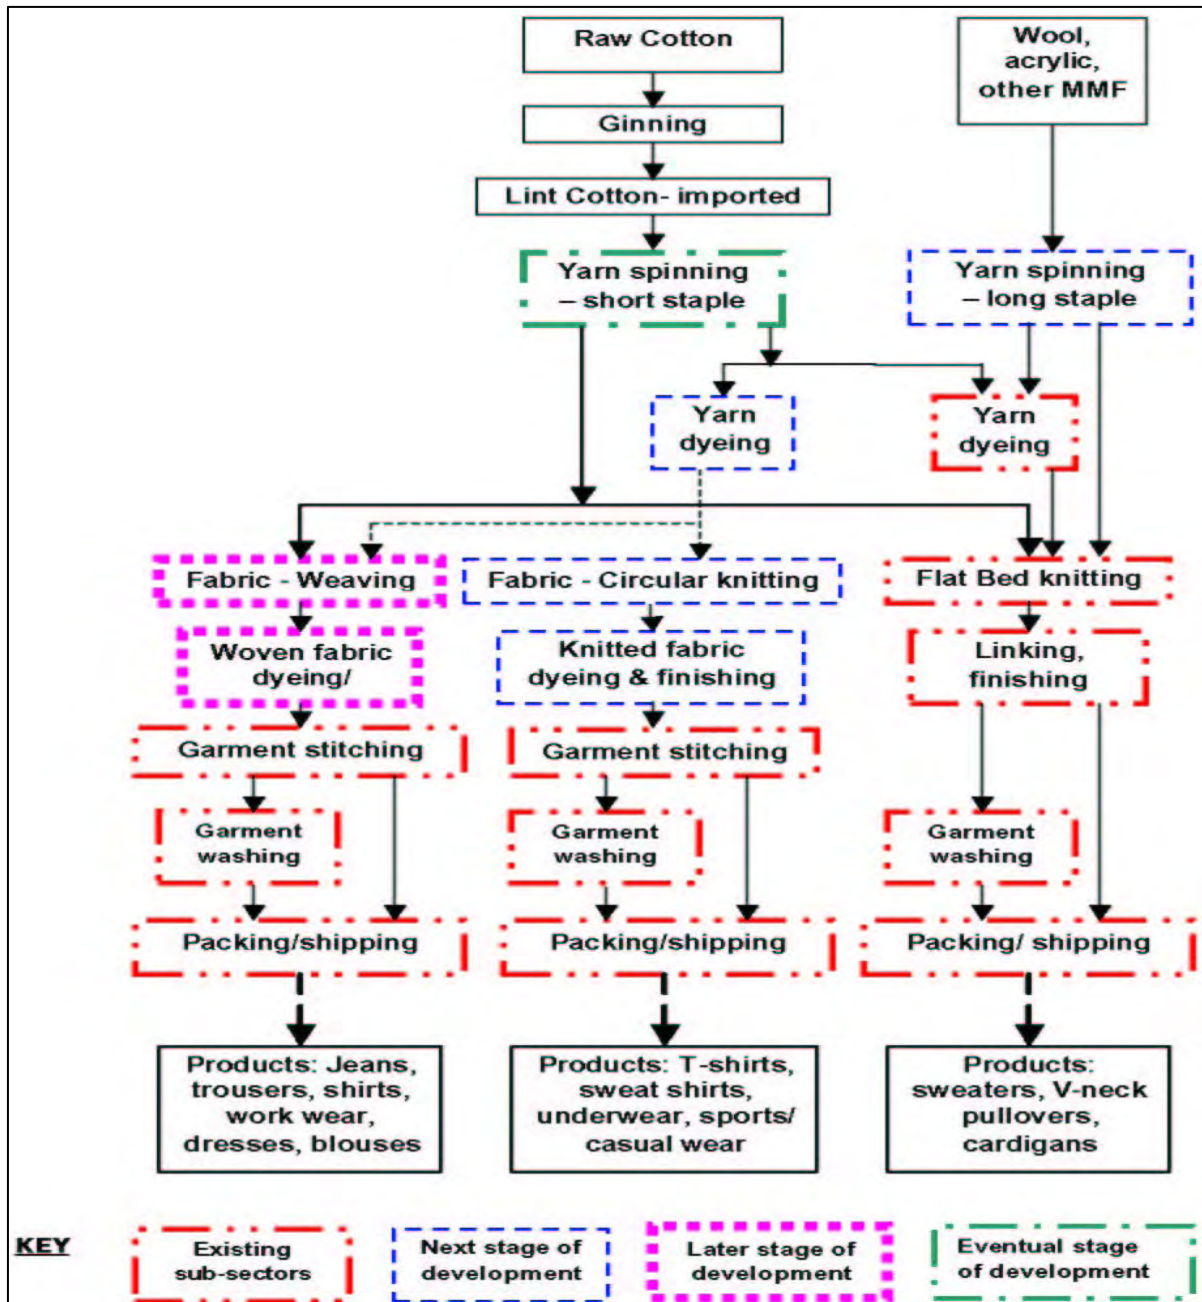 Raw Cotton
Wool,
acrylic,
other MMF
Ginning
Lint Cotton- imported
Yarn spinning
– short staple
Yarn spinning
– long staple
Yarn
dyeing
Yarn
dyeing
Fabric - Weaving
Fabric - Circular knitting
Flat Bed knitting
Woven fabric
dyeing/
Knitted fabric
dyeing & finishing
Linking,
finishing
Garment stitching
Garment stitching
Garment
washing
Garment
washing
Garment
washing
Packing/shipping
Packing/shipping
Packing/ shipping
Products: Jeans,
trousers, shirts,
work wear,
dresses, blouses
Products: T-shirts,
sweat shirts,
underwear, sports/
casual wear
Products:
sweaters, V-neck
pullovers,
cardigans
KEY
Existing
sub-sectors
Next stage of
development
Later stage of
development
Eventual stage
of development